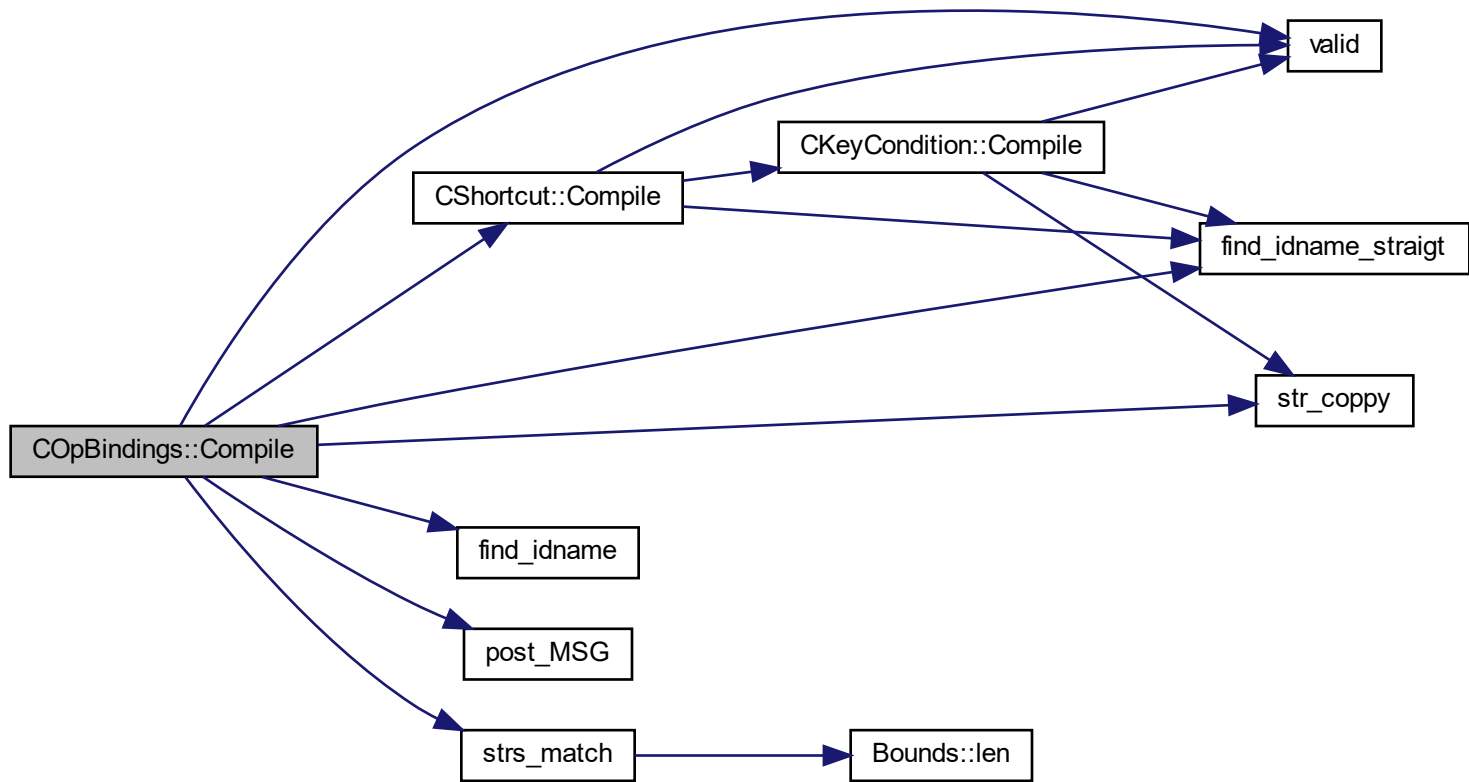 valid
CKeyCondition::Compile
CShortcut::Compile
find_idname_straigt
str_coppy
COpBindings::Compile
find_idname
post_MSG
strs_match
Bounds::len